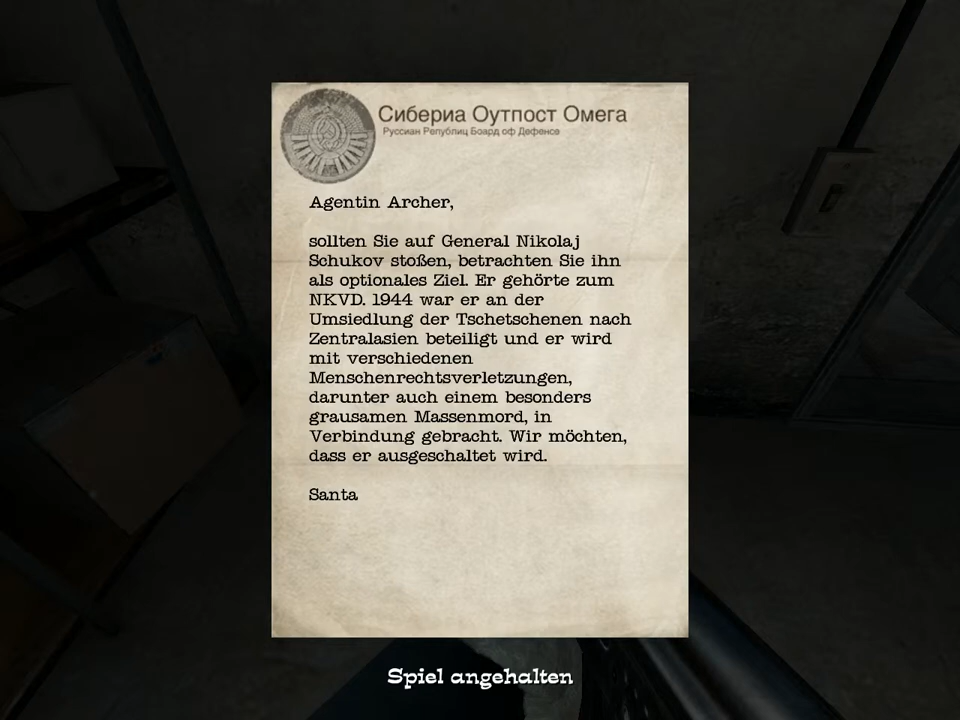 Сибериа Оутпост Омега
Руссиан Републиц Боард оф Дефенсе
Agentin Archer,
sollten Sie auf General Nikolaj
Schukov stoßen, betrachten Sie ihn
als optionales Ziel. Er gehörte zum
NKVD. 1944 war er an der
Umsiedlung der Tschetschenen nach
Zentralasien beteiligt und er wird
mit verschiedenen
Menschenrechtsverletzungen,
darunter auch einem besonders
grausamen Massenmord, in
Verbindung gebracht. Wir möchten,
dass er ausgeschaltet wird.
Santa
Spiel angehalten